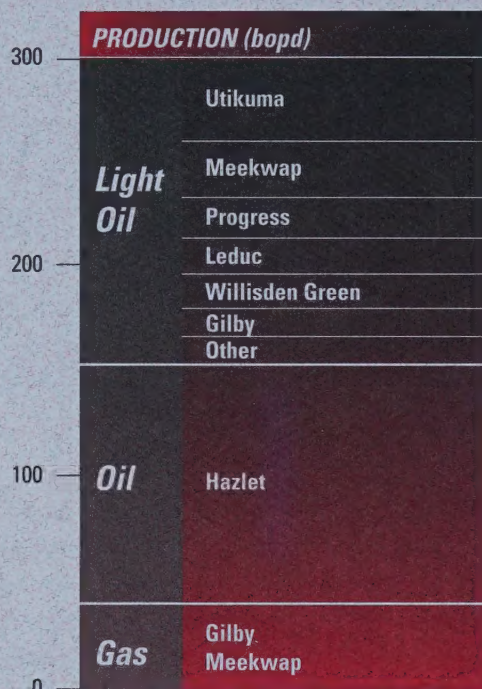 PRODUCTION (bopd)
300
Utikuma
Light
Oil
Meekwap
Progress
200
Leduc
Willisden Green
Gilby
Other
100
Oil
Hazlet
Gas
Gilby
Meekwap
0